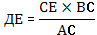 ДЕ = СЕ × ВС
АС